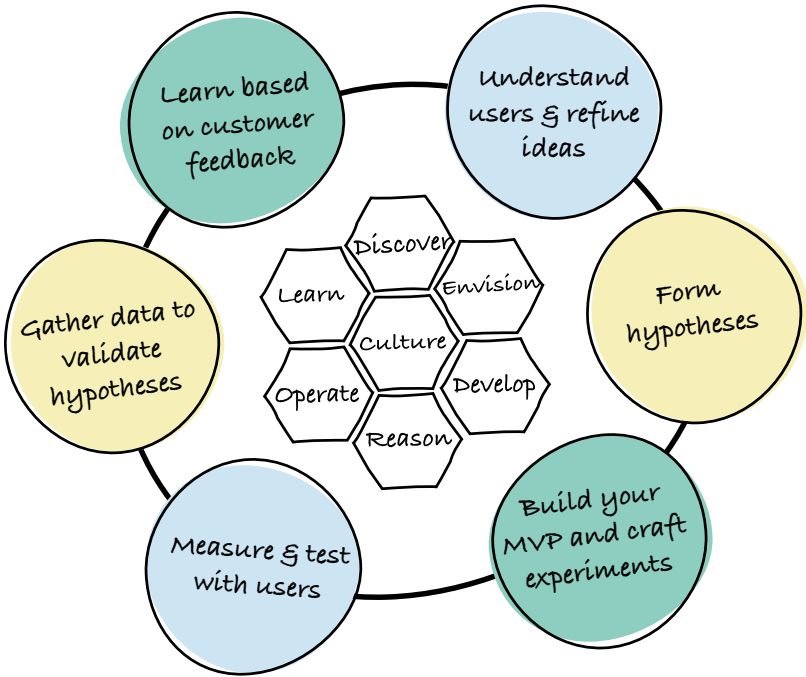 Learn based
on customer
feedback
Understand
users & refine
ideas
Form
hypotheses
Build your
MVP and craft
experiments
Measure & test
with users
Gather data to
validate
hypotheses
Discover
Envision
Develop
Reason
Operate
Learn
Culture